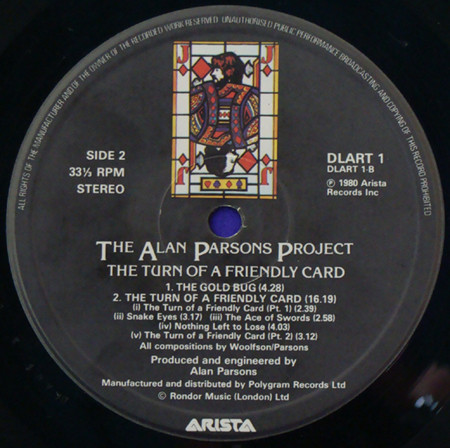 ALL RIGHTS OF THE MANUFACTURER AND OF THE OWNER OF THE RECORDED WORK RESERVED. UNAUTHORISED PUBLIC PERFORMANCE BROADCASTING AND COPYING OF THIS RECORD PROHIBITED
J
J
SIDE 2
33⅓ RPM
STEREO
DLART 1
DLART 1-B
℗ 1980 Arista
Records Inc
THE ALAN PARSONS PROJECT
THE TURN OF A FRIENDLY CARD
1. THE GOLD BUG (4.28)
2. THE TURN OF A FRIENDLY CARD (16.19)
(i) The Turn of a Friendly Card (Pt. 1) (2.39)
(ii) Snake Eyes (3.17) (iii) The Ace of Swords (2.58)
(iv) Nothing Left to Lose (4.03)
(v) The Turn of a Friendly Card (Pt. 2) (3.12)
All compositions by Woolfson/Parsons
Produced and engineered by
Alan Parsons
Manufactured and distributed by Polygram Records Ltd
© Rondor Music (London) Ltd
ARISTA